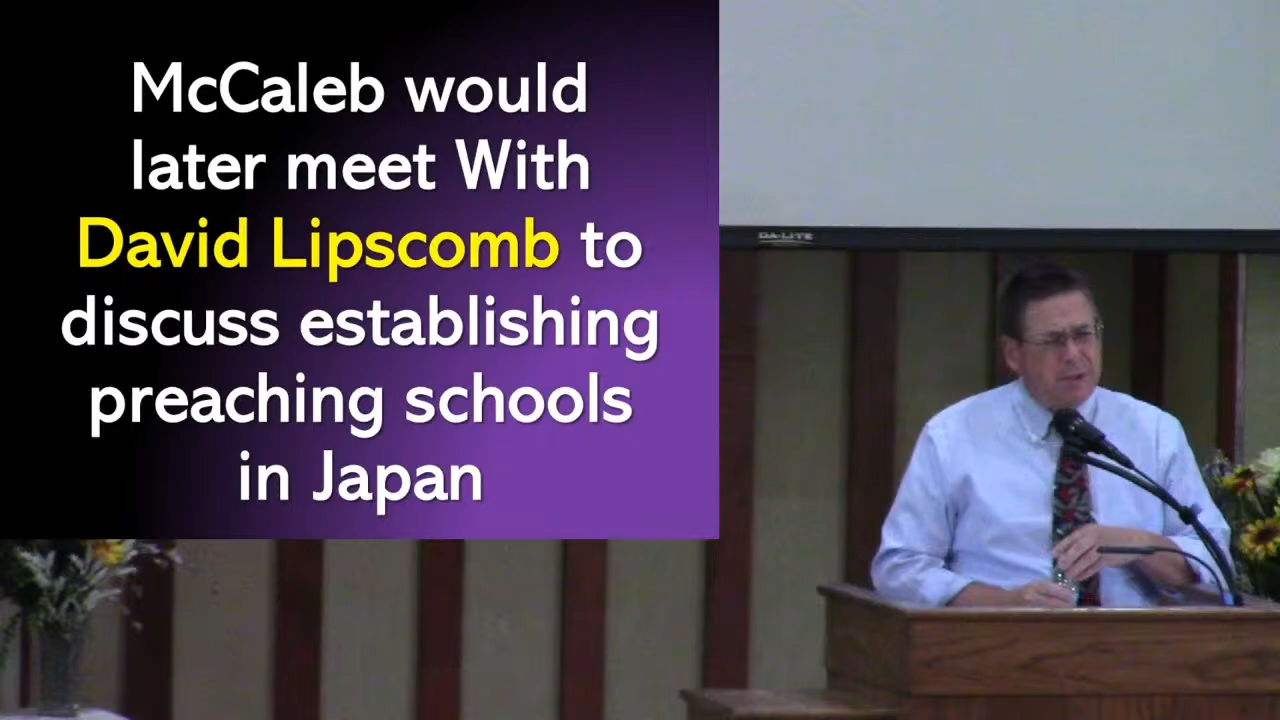 McCaleb would
later meet With
David Lipscomb to
discuss establishing
preaching schools
in Japan
DA-LITE